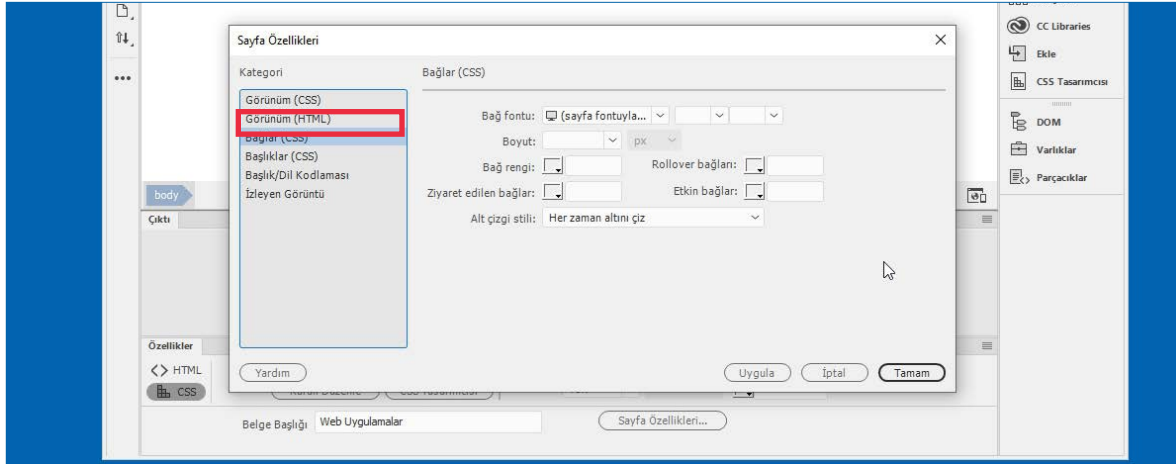 CC Libraries
Ekle
CSS Tasarımcısı
DOM
Varlıklar
Parçacıklar
Sayfa Özellikleri
Kategori
Görünüm (CSS)
Görünüm (HTML)
Bağlar (CSS)
Başlıklar (CSS)
Başlık/Dil Kodlaması
İzleyen Görüntü
Bağlar (CSS)
Bağ fontu: (sayfa fontuyla...
Boyut: px
Bağ rengi: Rollover bağları:
Ziyaret edilen bağlar: Etkin bağlar:
Alt çizgi stili: Her zaman altını çiz
Yardım Uygula İptal Tamam
body
Çıktı
Özellikler
HTML
CSS
Belge Başlığı Web Uygulamalar Sayfa Özellikleri...